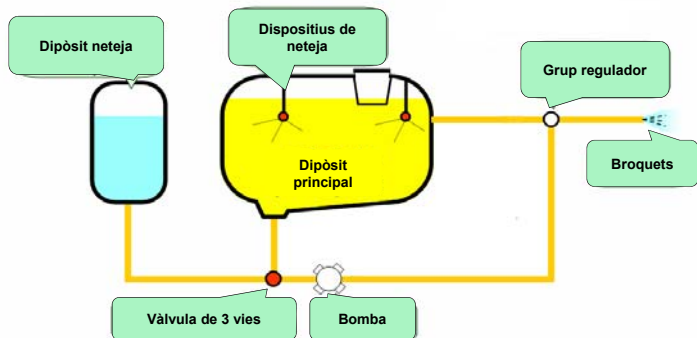 Dipòsit neteja
Dispositius de
neteja
Grup regulador
Broquets
Dipòsit
principal
Vàlvula de 3 vies
Bomba